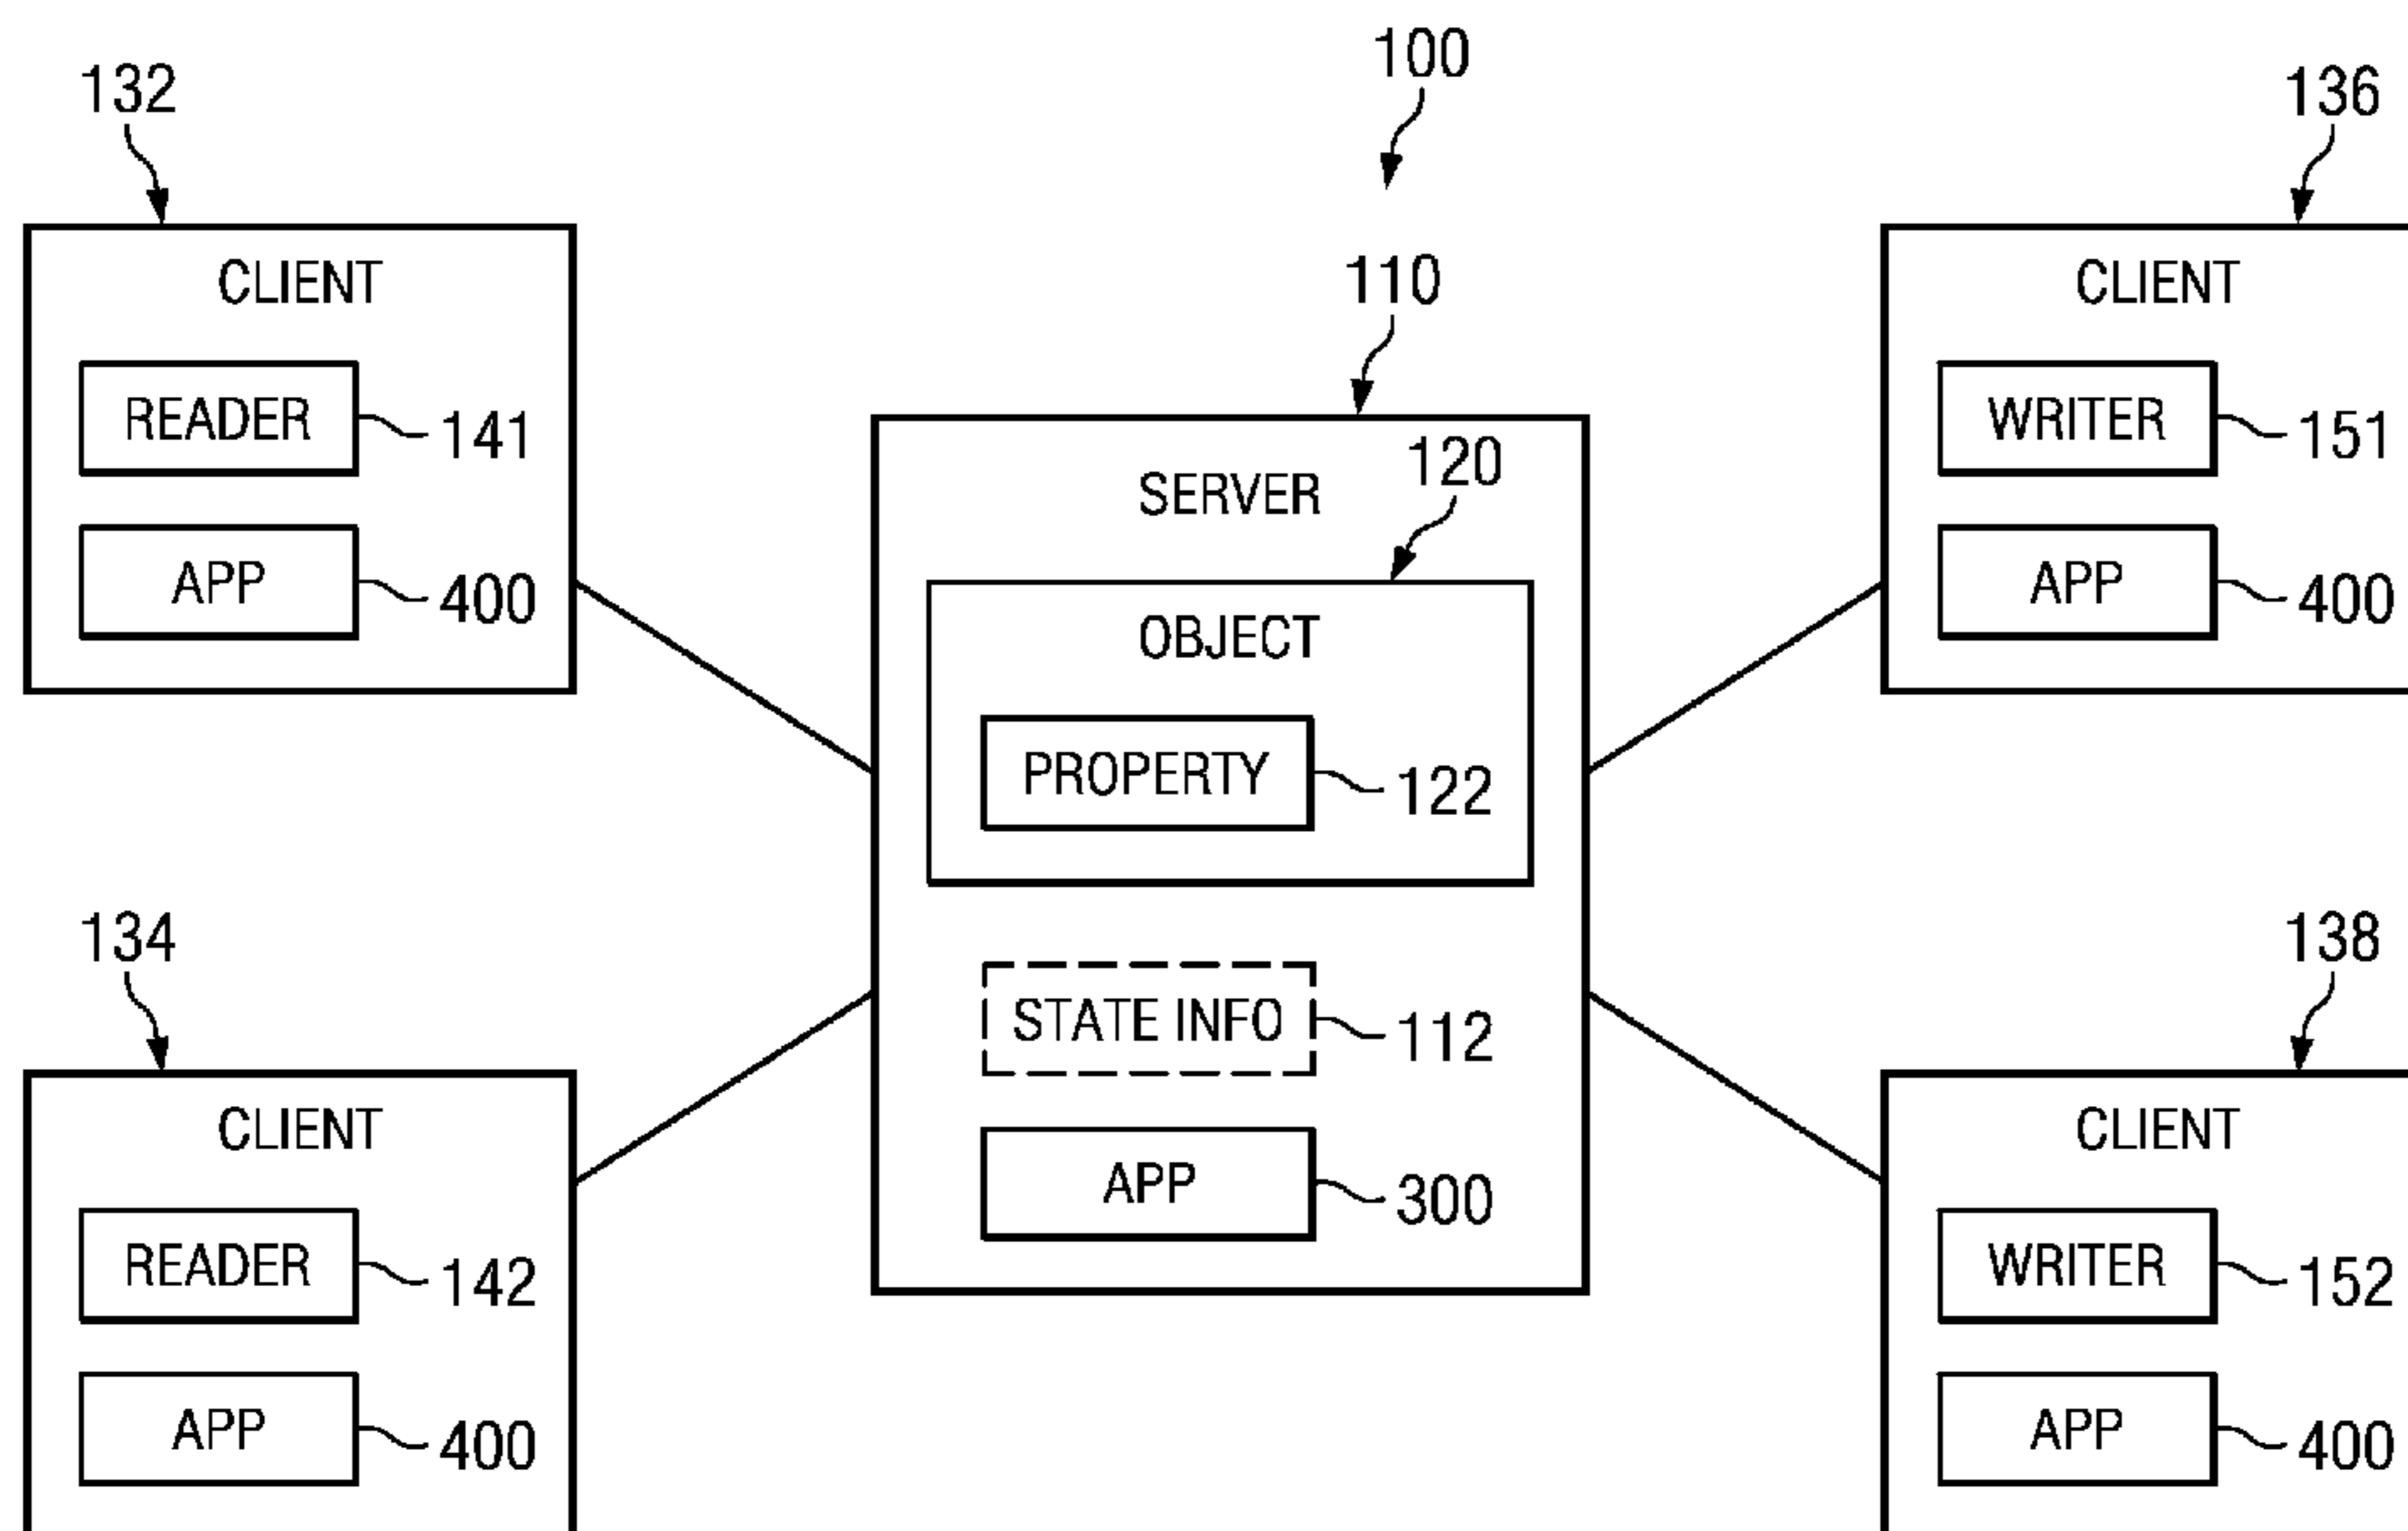 100
132
136
110
CLIENT
READER
141
APP
400
CLIENT
WRITER
151
APP
400
SERVER
120
OBJECT
PROPERTY
122
STATE INFO
112
APP
300
134
138
CLIENT
READER
142
APP
400
CLIENT
WRITER
152
APP
400